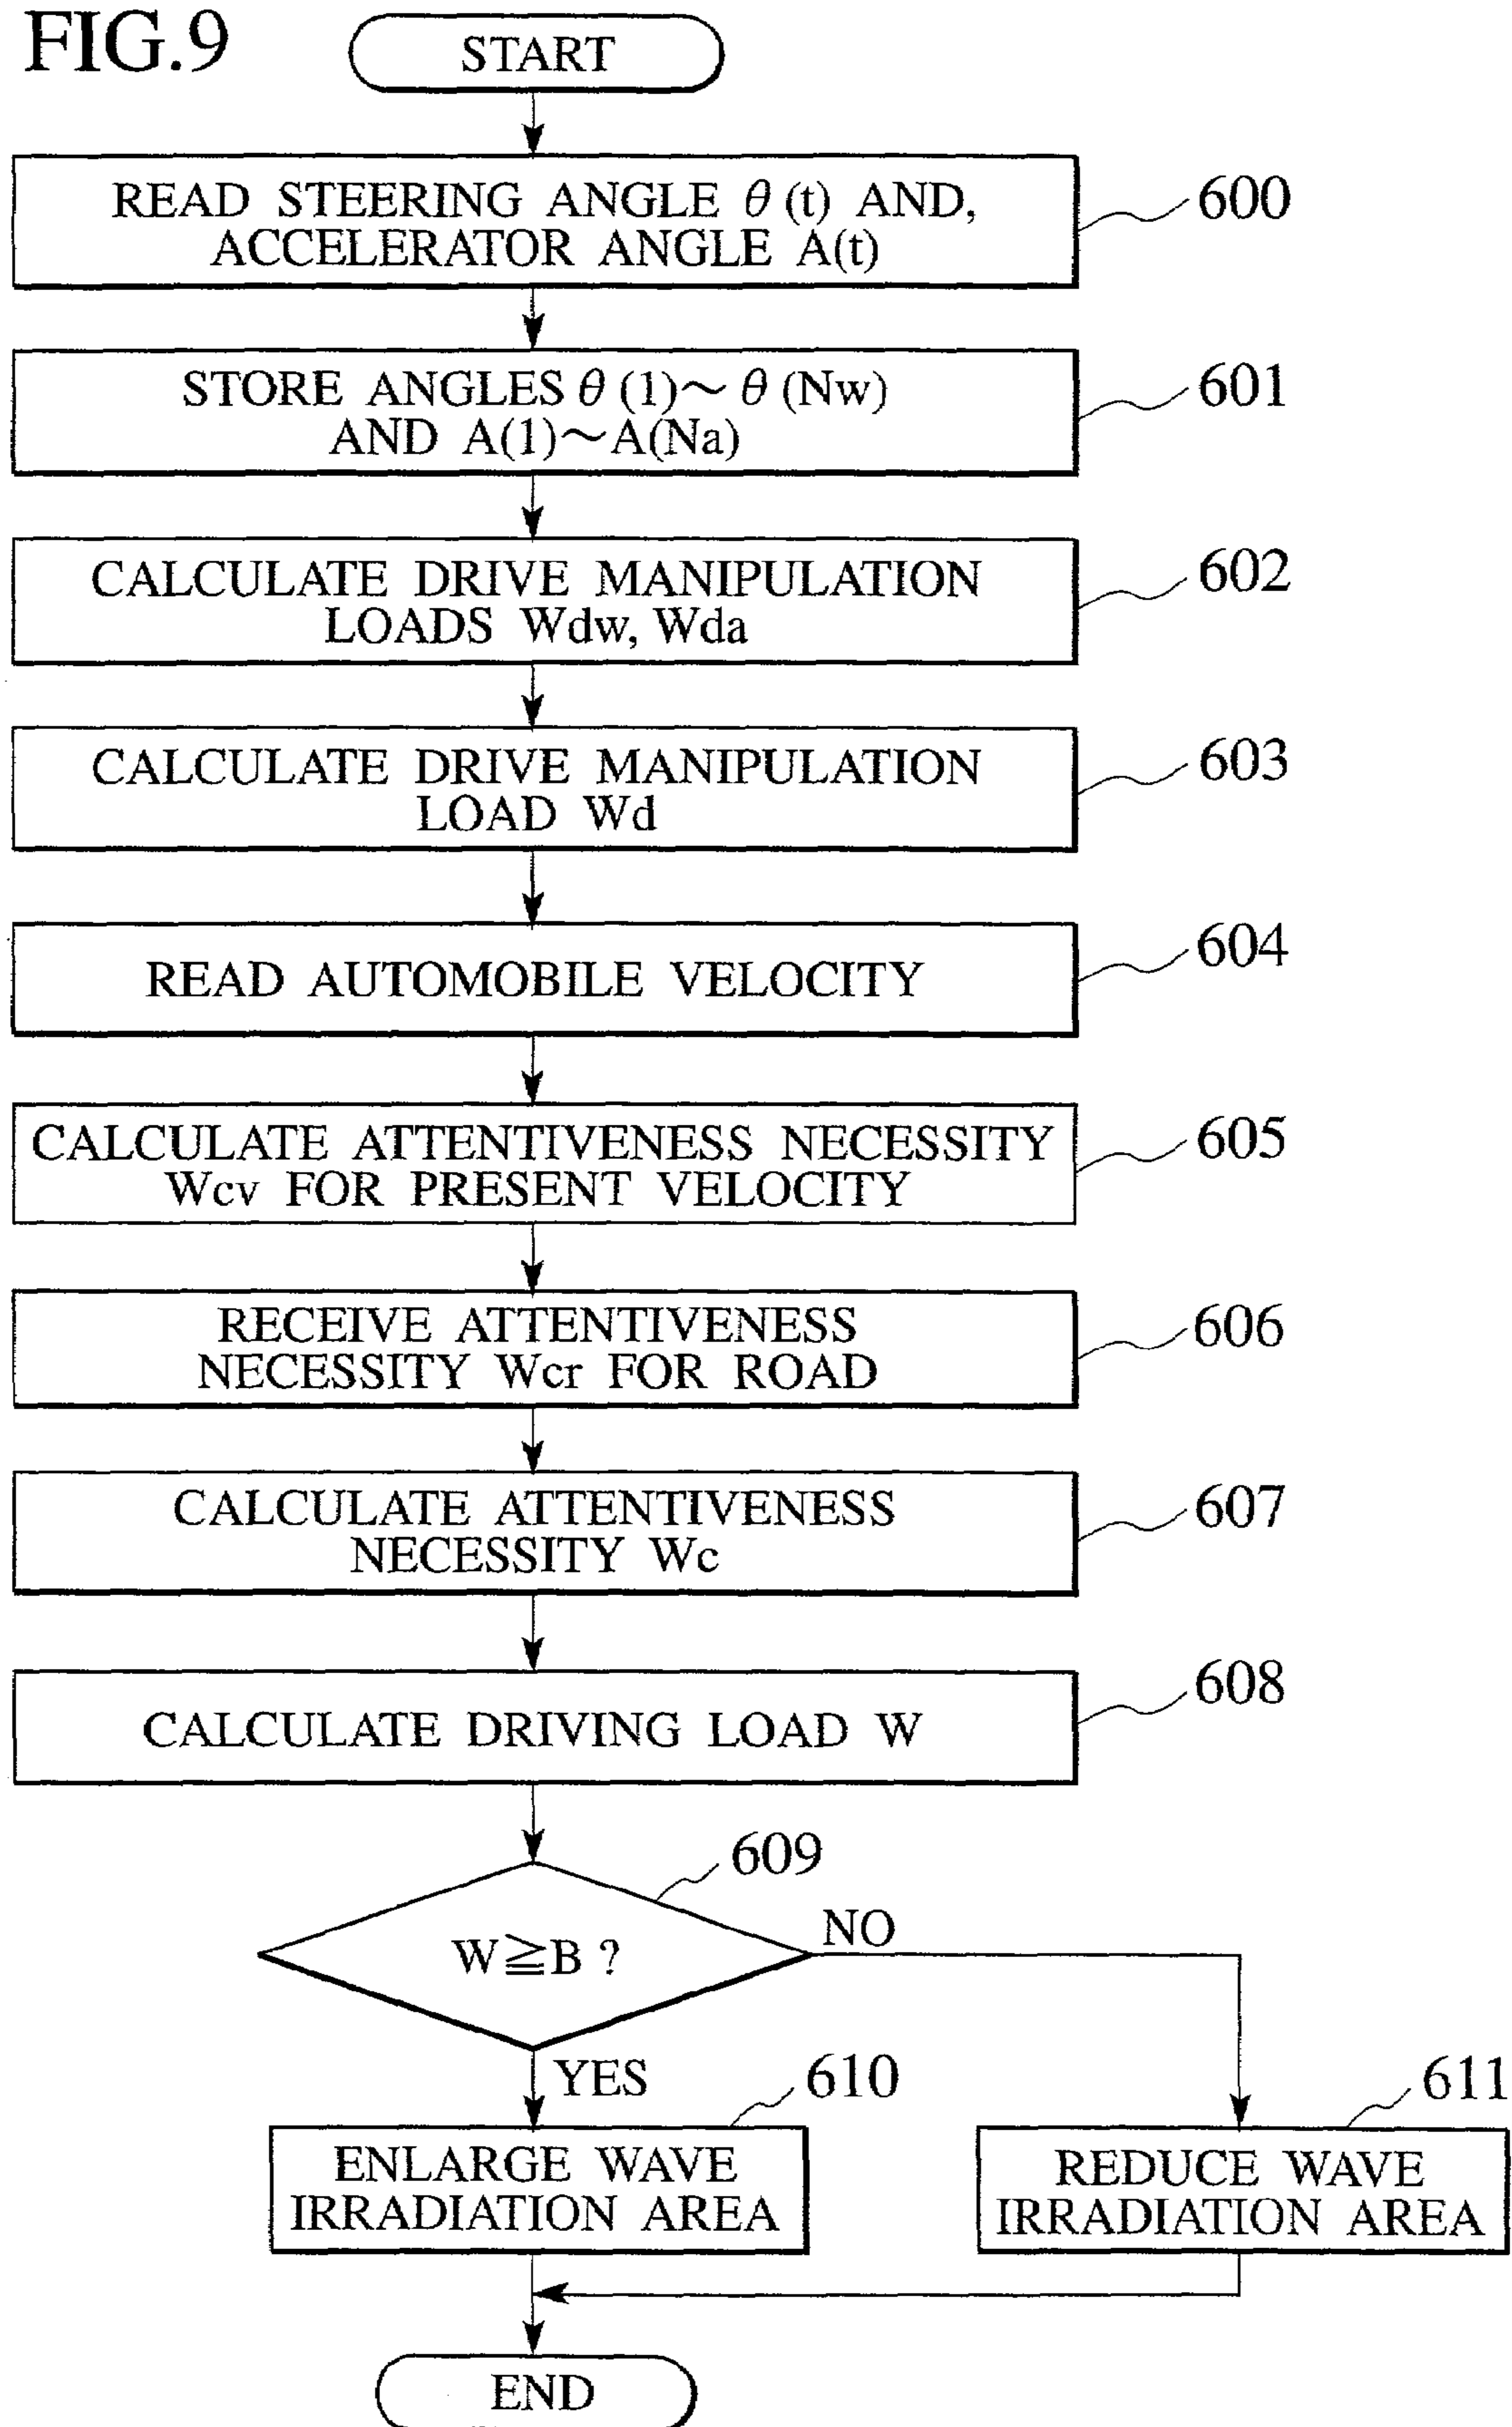 FIG.9
START
READ STEERING ANGLE θ(t) AND,
ACCELERATOR ANGLE A(t)
600
STORE ANGLES θ(1)～θ(Nw)
AND A(1)～A(Na)
601
CALCULATE DRIVE MANIPULATION
LOADS Wdw, Wda
602
CALCULATE DRIVE MANIPULATION
LOAD Wd
603
READ AUTOMOBILE VELOCITY
604
CALCULATE ATTENTIVENESS NECESSITY
Wcv FOR PRESENT VELOCITY
605
RECEIVE ATTENTIVENESS
NECESSITY Wcr FOR ROAD
606
CALCULATE ATTENTIVENESS
NECESSITY Wc
607
CALCULATE DRIVING LOAD W
608
609
W≧B ?
NO
YES
610
ENLARGE WAVE
IRRADIATION AREA
611
REDUCE WAVE
IRRADIATION AREA
END